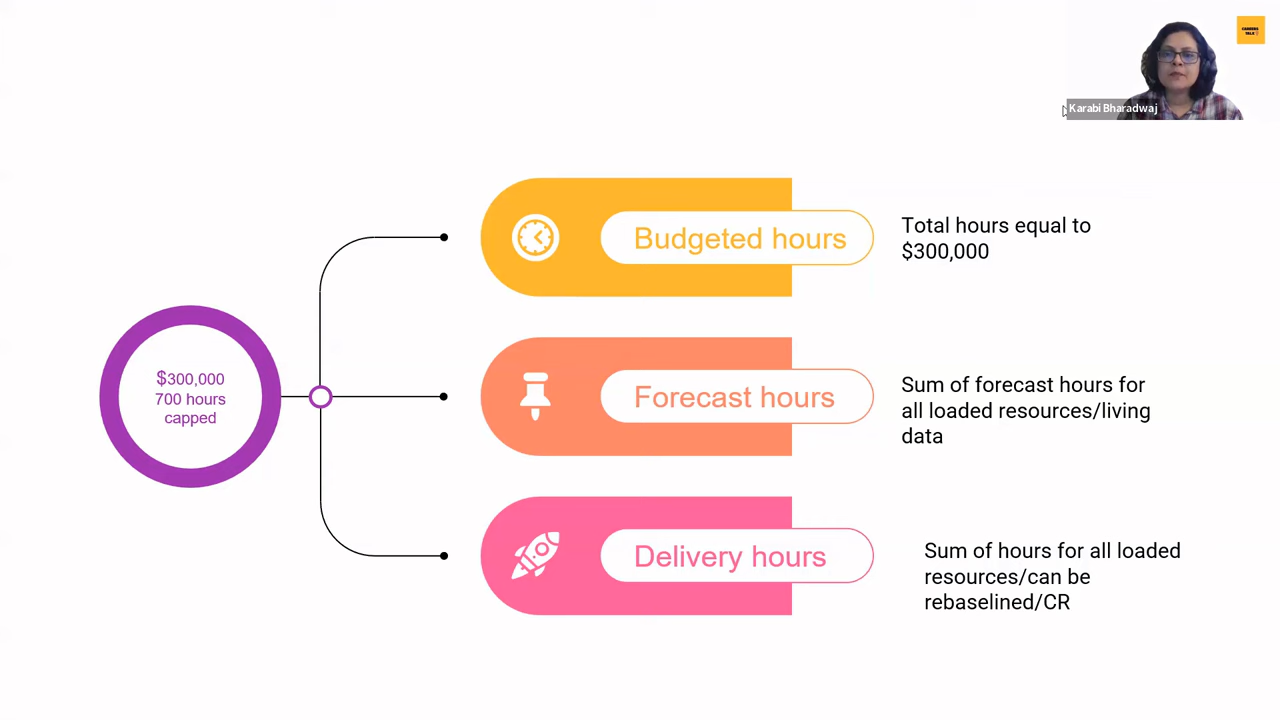 CAREERS
TALK
Karabi Bharadwaj
Budgeted hours
Total hours equal to
$300,000
$300,000
700 hours
capped
Forecast hours
Sum of forecast hours for
all loaded resources/living
data
Delivery hours
Sum of hours for all loaded
resources/can be
rebaselined/CR